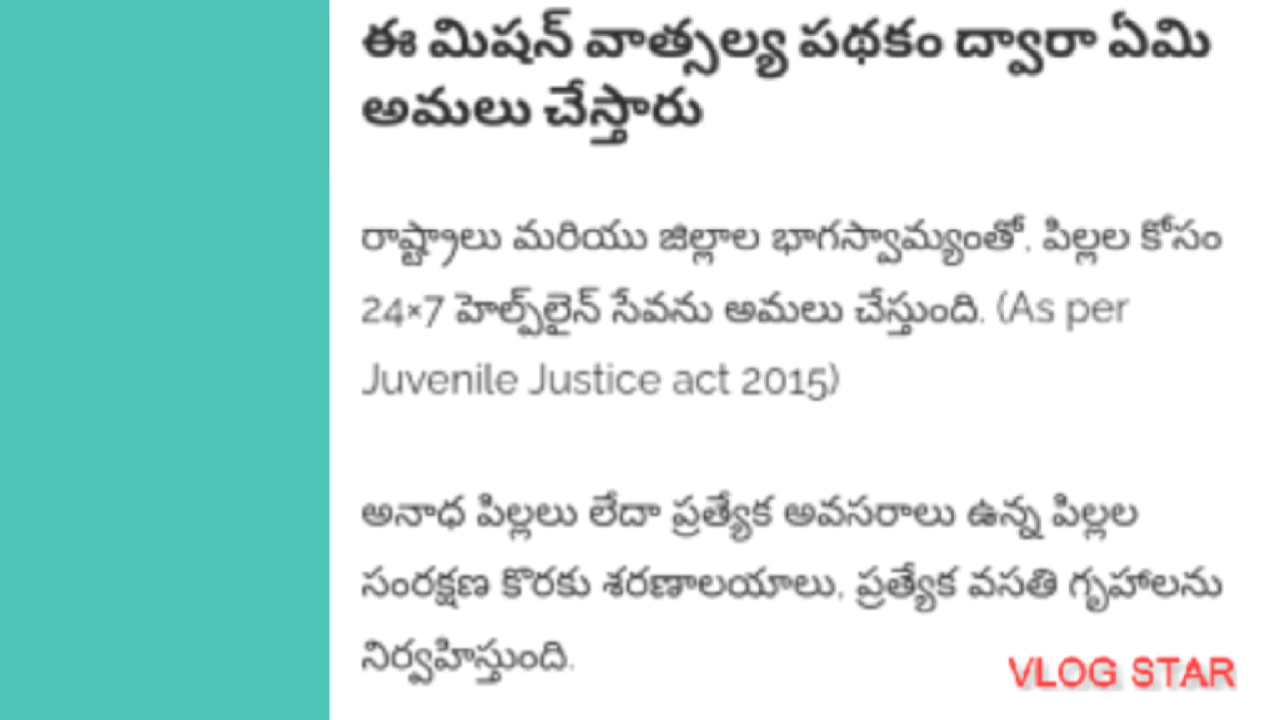 ఈ మిషన్ వాత్సల్య పథకం ద్వారా ఏమి
అమలు చేస్తారు
రాష్ట్రాలు మరియు జిల్లాల భాగస్వామ్యంతో, పిల్లల కోసం
24×7 హెల్ప్‌లైన్ సేవను అమలు చేస్తుంది. (As per
Juvenile Justice act 2015)
అనాధ పిల్లలు లేదా ప్రత్యేక అవసరాలు ఉన్న పిల్లల
సంరక్షణ కొరకు శరణాలయాలు, ప్రత్యేక వసతి గృహాలను
నిర్వహిస్తుంది.
VLOG STAR